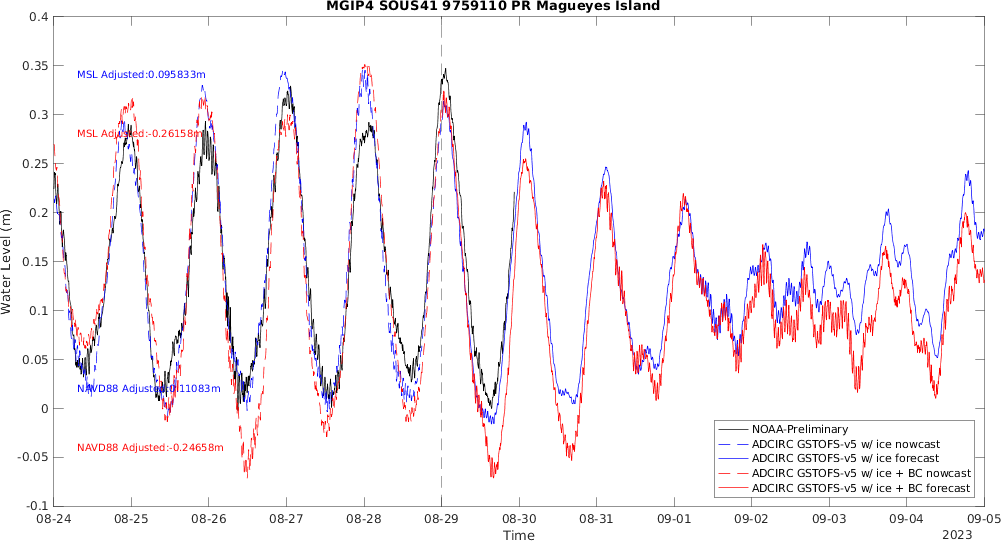 MGIP4 SOUS41 9759110 PR Magueyes Island
0.4
0.35
0.3
0.25
0.2
0.15
0.1
0.05
0
-0.05
-0.1
Water Level (m)
MSL Adjusted:0.095833m
MSL Adjusted:-0.26158m
NAVD88 Adjusted:0.11083m
NAVD88 Adjusted:-0.24658m
NOAA-Preliminary
ADCIRC GSTOFS-v5 w/ ice nowcast
ADCIRC GSTOFS-v5 w/ ice forecast
ADCIRC GSTOFS-v5 w/ ice + BC nowcast
ADCIRC GSTOFS-v5 w/ ice + BC forecast
08-24 08-25 08-26 08-27 08-28 08-29 08-30 08-31 09-01 09-02 09-03 09-04 09-05
Time
2023